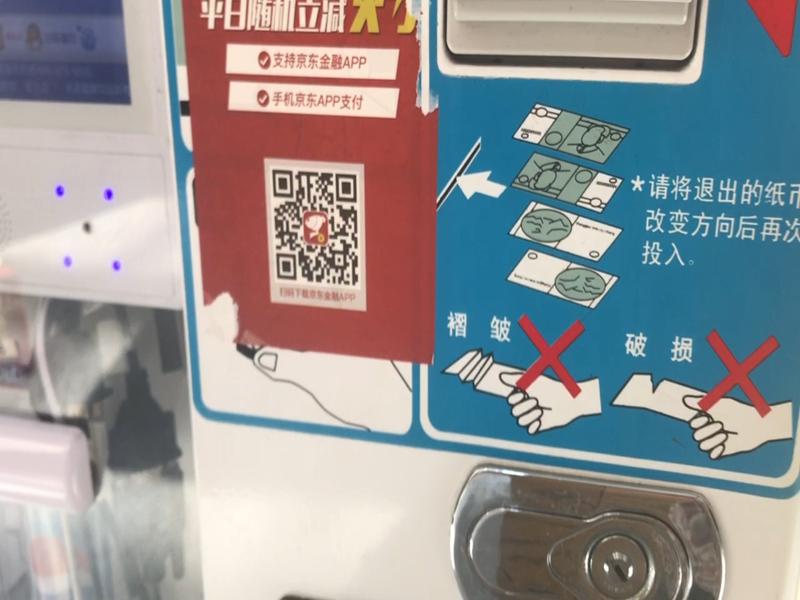 平日随机立减
支持京东金融APP
手机京东APP支付
扫码下载京东金融APP
*请将退出的纸币
改变方向后再次
投入。
褶 皱
破 损